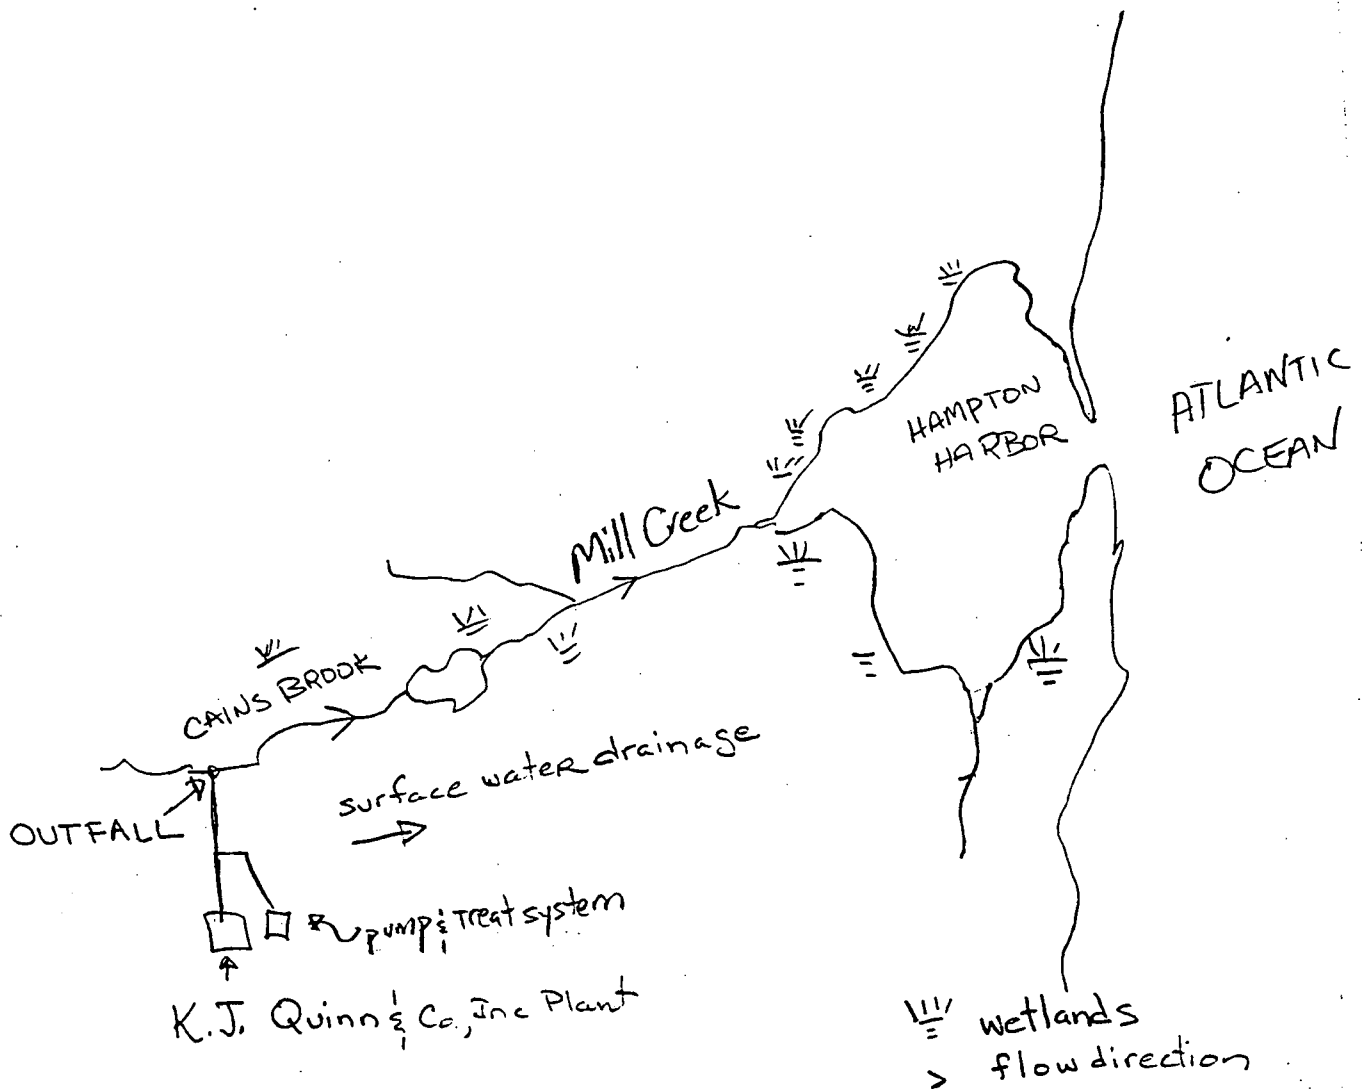 ATLANTIC
OCEAN
HAMPTON
HARBOR
Mill Creek
CAINS BROOK
surface water drainage
OUTFALL
pump & Treat system
K.J. Quinn & Co., Inc Plant
wetlands
> flow direction